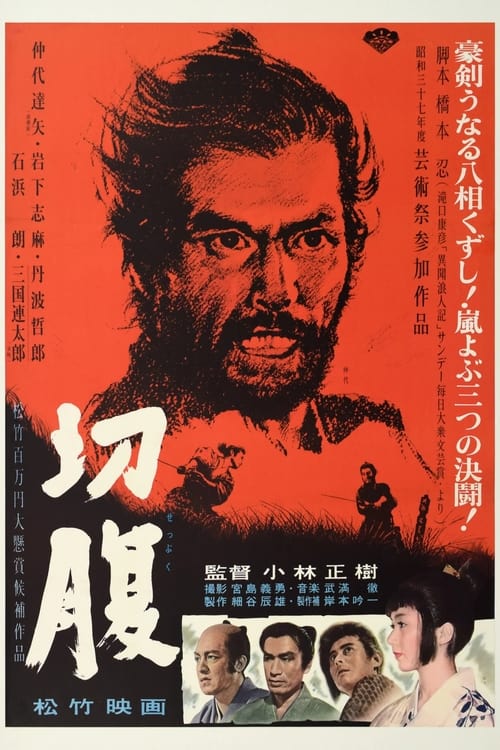 豪剣うなる八相くずし！嵐よぶ三つの決闘！
脚本 橋本 忍（滝口康彦「異聞浪人記」サンデー毎日大衆文芸賞・より）
昭和三十七年度 芸術祭参加作品
仲代達矢・岩下志麻・丹波哲郎
石浜 朗・三国連太郎
仲代
切腹
せっぷく
松竹百万円大懸賞候補作品
監督 小林正樹
撮影 宮島義勇・音楽 武満 徹
製作 細谷辰雄・製作補 岸本吟一
松竹映画